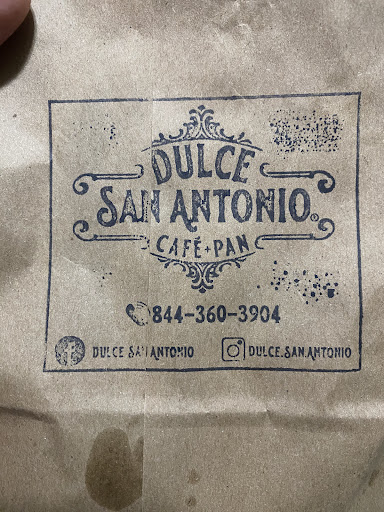 DULCE
SAN ANTONIO®
CAFÉ + PAN
844-360-3904
DULCE SAN ANTONIO
DULCE.SAN.ANTONIO